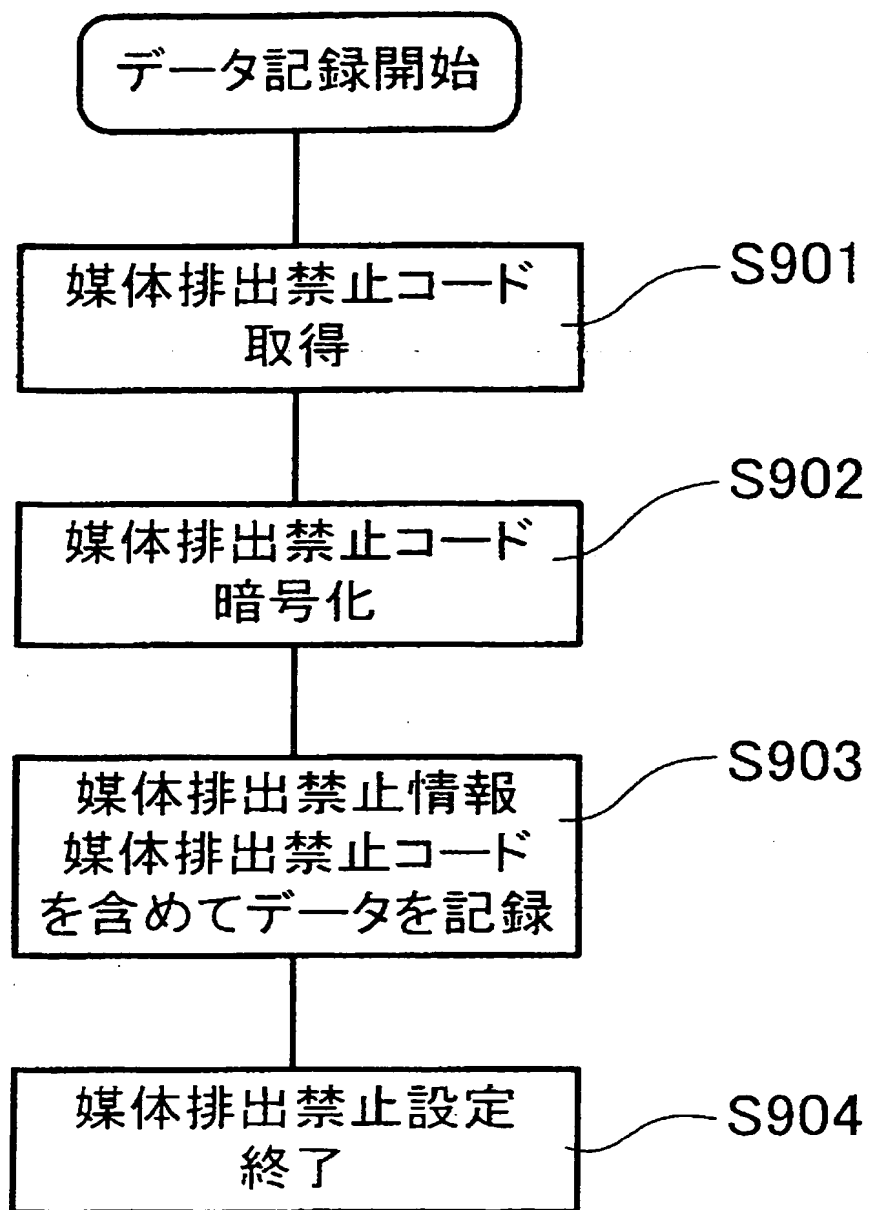 データ記録開始
媒体排出禁止コード
取得
S901
媒体排出禁止コード
暗号化
S902
媒体排出禁止情報
媒体排出禁止コード
を含めてデータを記録
S903
媒体排出禁止設定
終了
S904